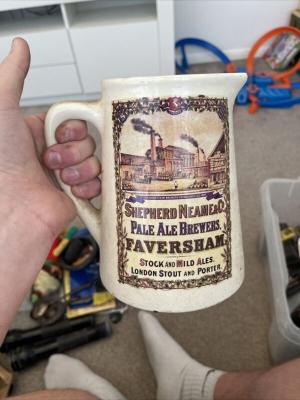 SHEPHERD NEAME & Co
PALE ALE BREWERS.
FAVERSHAM.
STOCK AND MILD ALES.
LONDON STOUT AND PORTER.